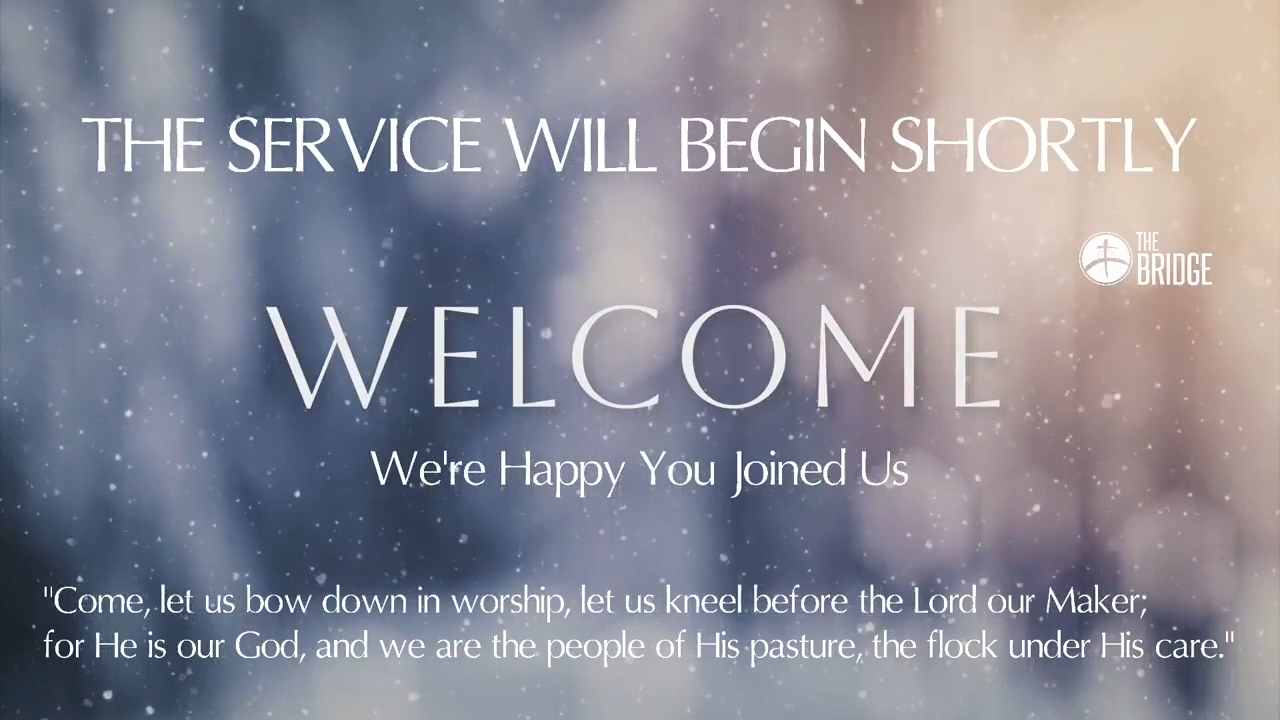 THE SERVICE WILL BEGIN SHORTLY
THE
BRIDGE
WELCOME
We're Happy You Joined Us
"Come, let us bow down in worship, let us kneel before the Lord our Maker;
for He is our God, and we are the people of His pasture, the flock under His care."